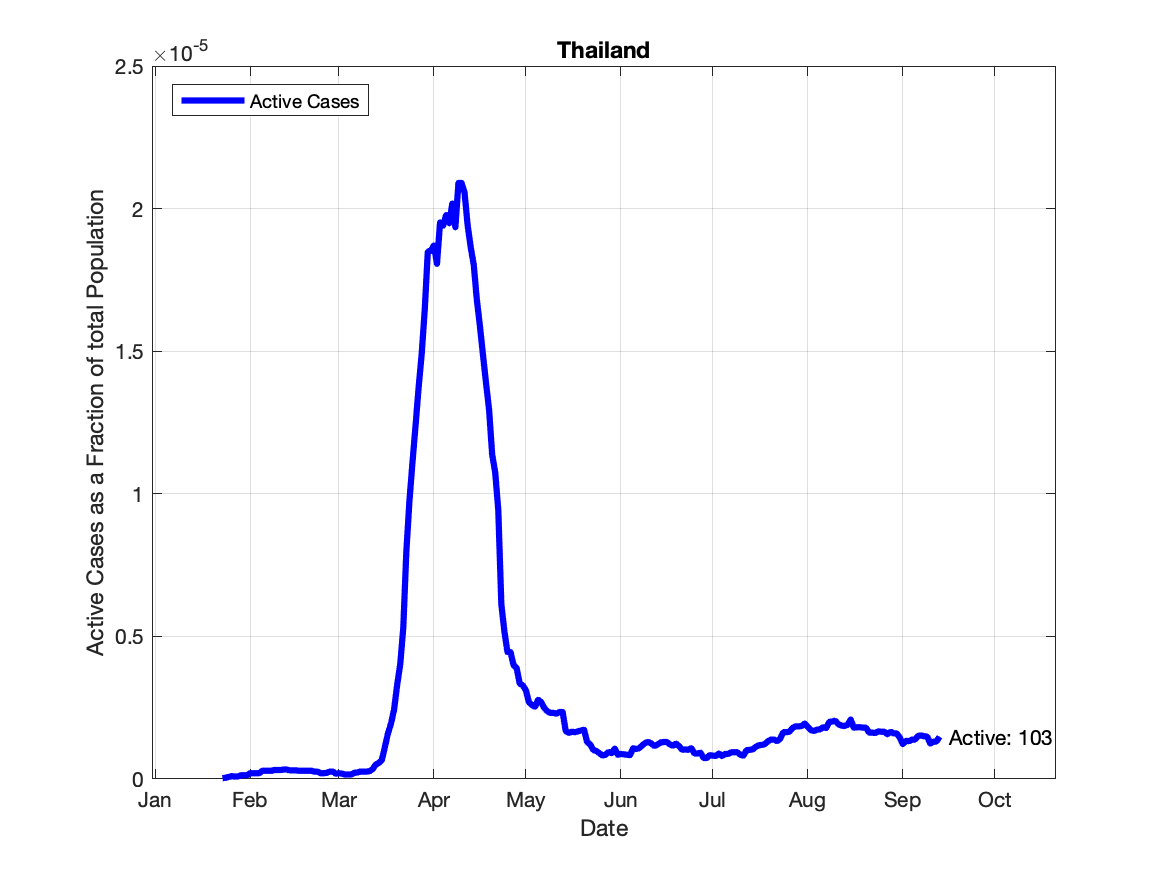 Thailand
×10-5
Active Cases
2.5
2
1.5
1
0.5
0
Active Cases as a Fraction of total Population
Active: 103
Jan Feb Mar Apr May Jun Jul Aug Sep Oct
Date